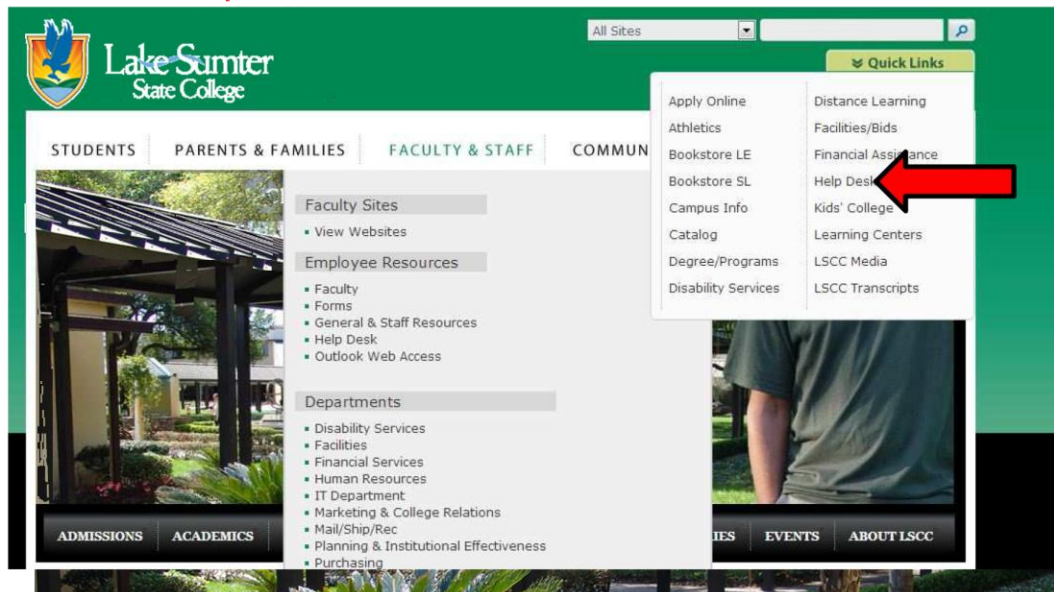 All Sites
Lake-Sumter
State College
Quick Links
Apply Online
Athletics
Bookstore LE
Bookstore SL
Campus Info
Catalog
Degree/Programs
Disability Services
Distance Learning
Facilities/Bids
Financial Assistance
Help Desk
Kids' College
Learning Centers
LSCC Media
LSCC Transcripts
STUDENTS
PARENTS & FAMILIES
FACULTY & STAFF
COMMUN
Faculty Sites
View Websites
Employee Resources
Faculty
Forms
General & Staff Resources
Help Desk
Outlook Web Access
Departments
Disability Services
Facilities
Financial Services
Human Resources
IT Department
Marketing & College Relations
Mail/Ship/Rec
Planning & Institutional Effectiveness
Purchasing
ADMISSIONS
ACADEMICS
IES
EVENTS
ABOUT LSCC